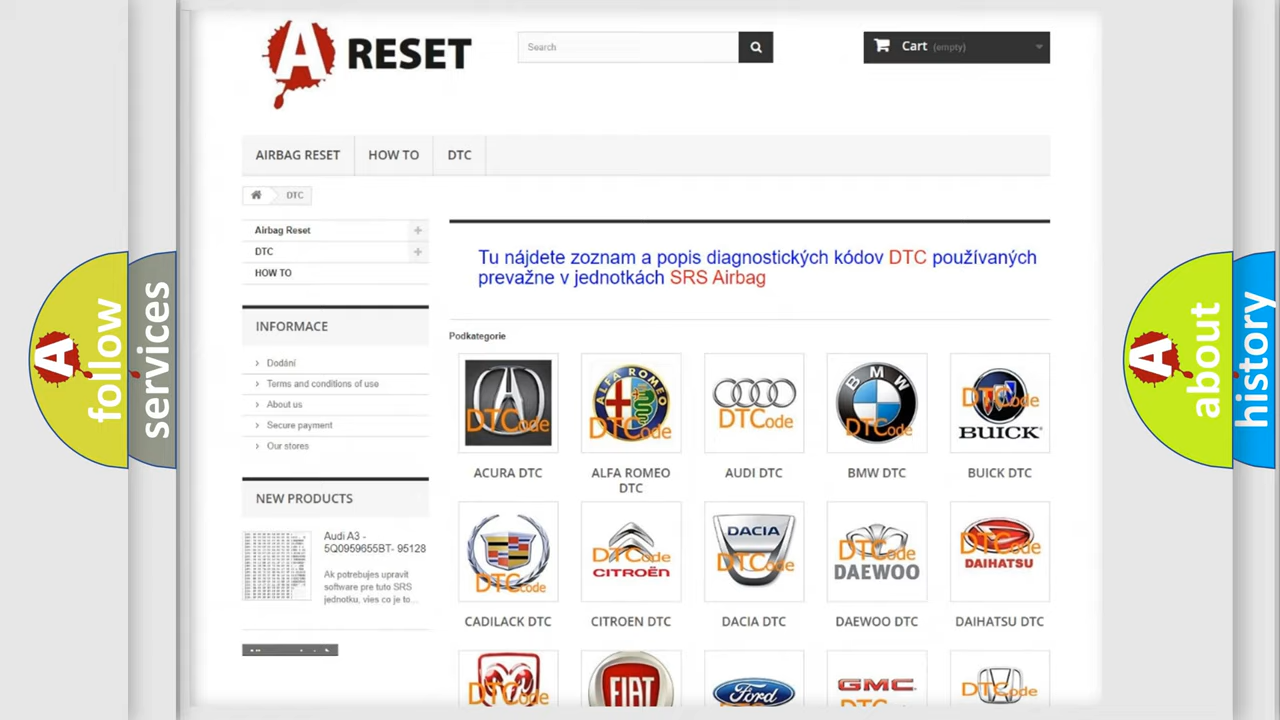 A RESET
Search
Cart (empty)
AIRBAG RESET
HOW TO
DTC
DTC
Airbag Reset
DTC
HOW TO
Tu nájdete zoznam a popis diagnostických kódov DTC používaných
prevažne v jednotkách SRS Airbag
INFORMACE
Dodání
Terms and conditions of use
About us
Secure payment
Our stores
Podkategorie
DTCode
ALFA ROMEO
DTCode
DTCode
BMW
DTCode
DTCode
BUICK
ACURA DTC
ALFA ROMEO
DTC
AUDI DTC
BMW DTC
BUICK DTC
NEW PRODUCTS
Audi A3 -
5Q0959655BT- 95128
Ak potrebujes upravit
software pre tuto SRS
jednotku, vies co je to...
DTCode
DTCode
CITROËN
DACIA
DTCode
DTCode
DAEWOO
DTCode
DAIHATSU
CADILACK DTC
CITROEN DTC
DACIA DTC
DAEWOO DTC
DAIHATSU DTC
DTCode
FIAT
Ford
GMC
DTCode
A follow
services
A about
history